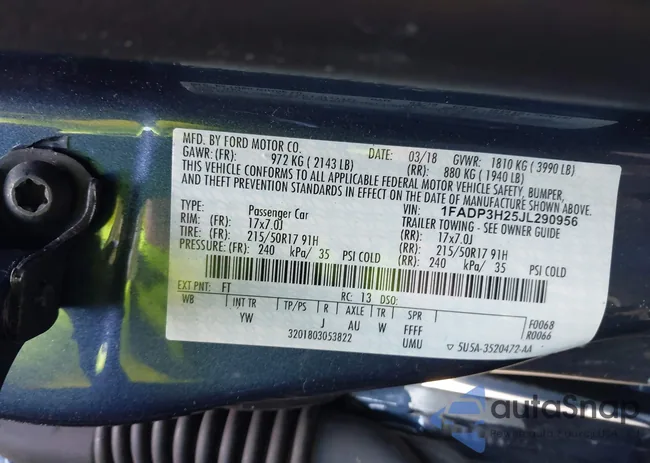 MFD. BY FORD MOTOR CO.
DATE: 03/18 GVWR: 1810 KG ( 3990 LB)
GAWR: (FR): 972 KG ( 2143 LB) (RR): 880 KG ( 1940 LB)
THIS VEHICLE CONFORMS TO ALL APPLICABLE FEDERAL MOTOR VEHICLE SAFETY, BUMPER,
AND THEFT PREVENTION STANDARDS IN EFFECT ON THE DATE OF MANUFACTURE SHOWN ABOVE.
VIN: 1FADP3H25JL290956
TYPE: Passenger Car TRAILER TOWING - SEE OWNER GUIDE
RIM: (FR): 17x7.0J (RR): 17x7.0J
TIRE: (FR): 215/50R17 91H (RR): 215/50R17 91H
PRESSURE: (FR): 240 kPa/ 35 PSI COLD (RR): 240 kPa/ 35 PSI COLD
EXT PNT: FT RC: 13 DSO:
WB INT TR TP/PS R AXLE TR SPR F0068
YW J AU W FFFF R0066
3201803053822 UMU ▽ 5U5A-3520472-AA
autoSnap